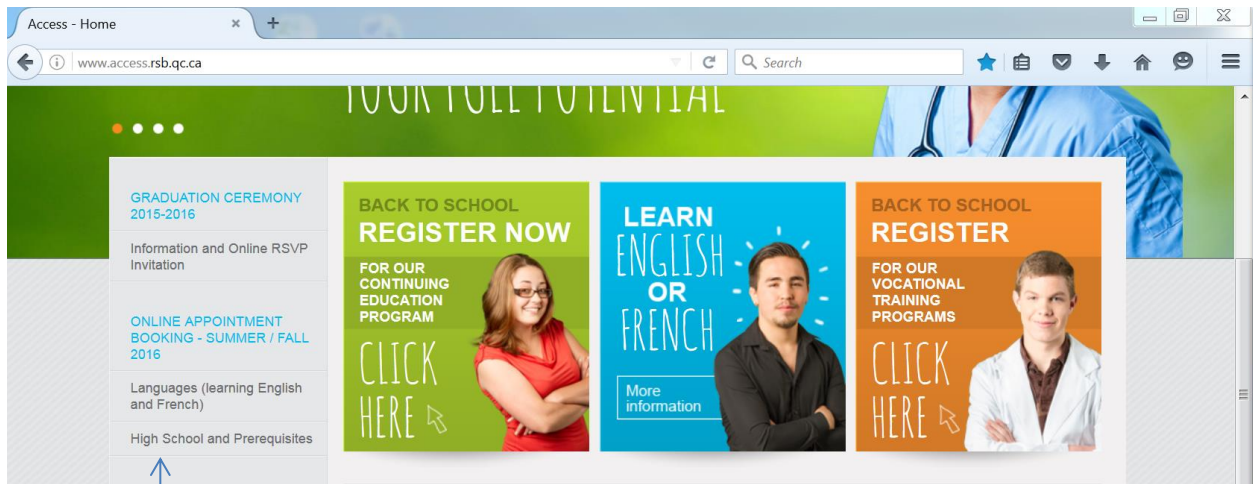 Access - Home
www.access.rsb.qc.ca
Search
YOUR FULL POTENTIAL
GRADUATION CEREMONY
2015-2016
Information and Online RSVP
Invitation
ONLINE APPOINTMENT
BOOKING - SUMMER / FALL
2016
Languages (learning English
and French)
High School and Prerequisites
BACK TO SCHOOL
REGISTER NOW
FOR OUR
CONTINUING
EDUCATION
PROGRAM
CLICK
HERE
LEARN
ENGLISH
OR
FRENCH
More
information
BACK TO SCHOOL
REGISTER
FOR OUR
VOCATIONAL
TRAINING
PROGRAMS
CLICK
HERE